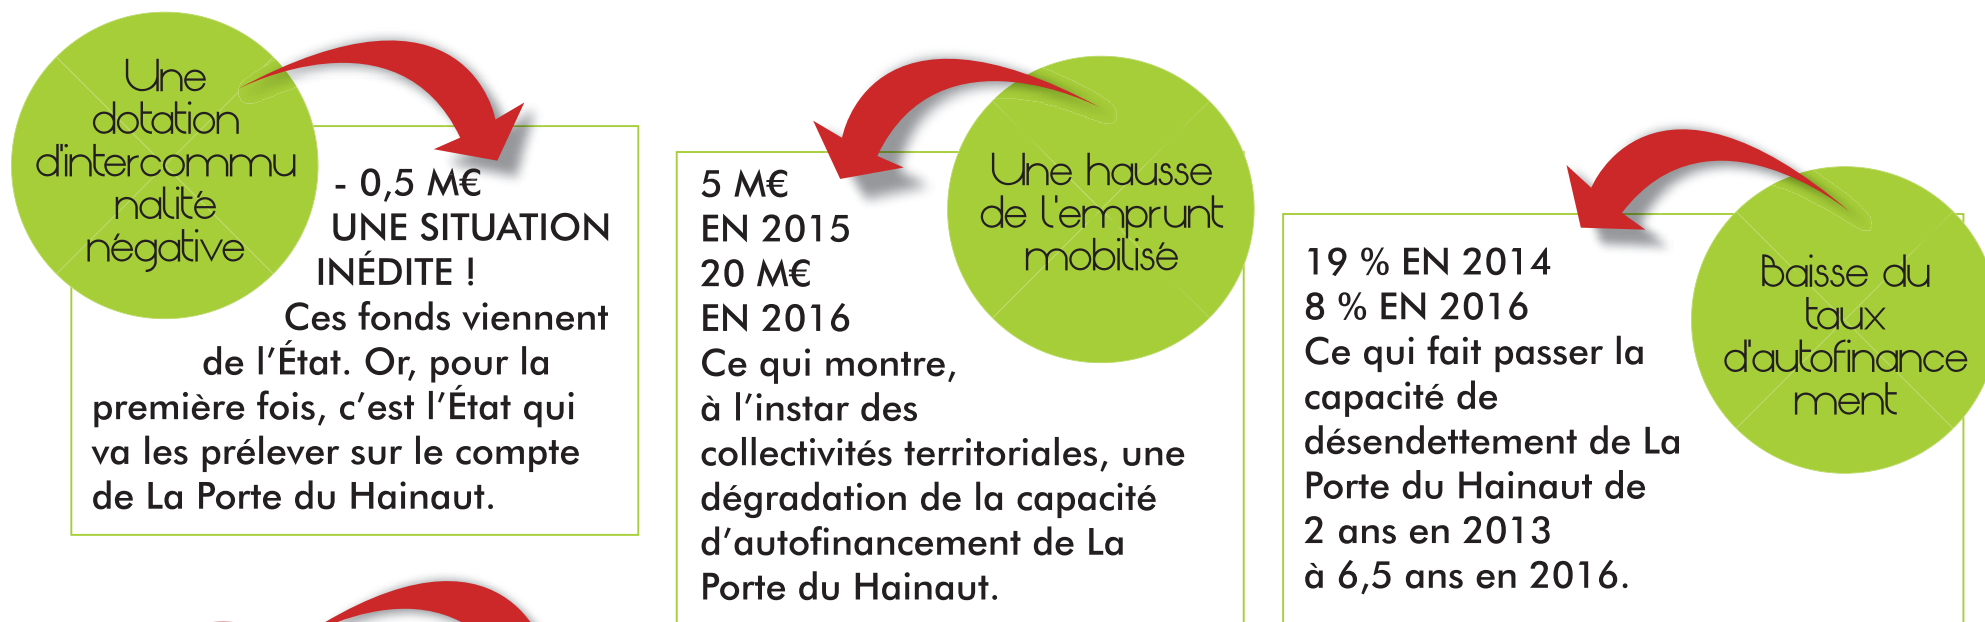 Une
dotation
d'intercommu
nalité
négative
- 0,5 M€
UNE SITUATION
INÉDITE !
Ces fonds viennent
de l’État. Or, pour la
première fois, c’est l’État qui
va les prélever sur le compte
de La Porte du Hainaut.
Une hausse
de l'emprunt
mobilisé
5 M€
EN 2015
20 M€
EN 2016
Ce qui montre,
à l’instar des
collectivités territoriales, une
dégradation de la capacité
d’autofinancement de La
Porte du Hainaut.
Baisse du
taux
d'autofinance
ment
19 % EN 2014
8 % EN 2016
Ce qui fait passer la
capacité de
désendettement de La
Porte du Hainaut de
2 ans en 2013
à 6,5 ans en 2016.